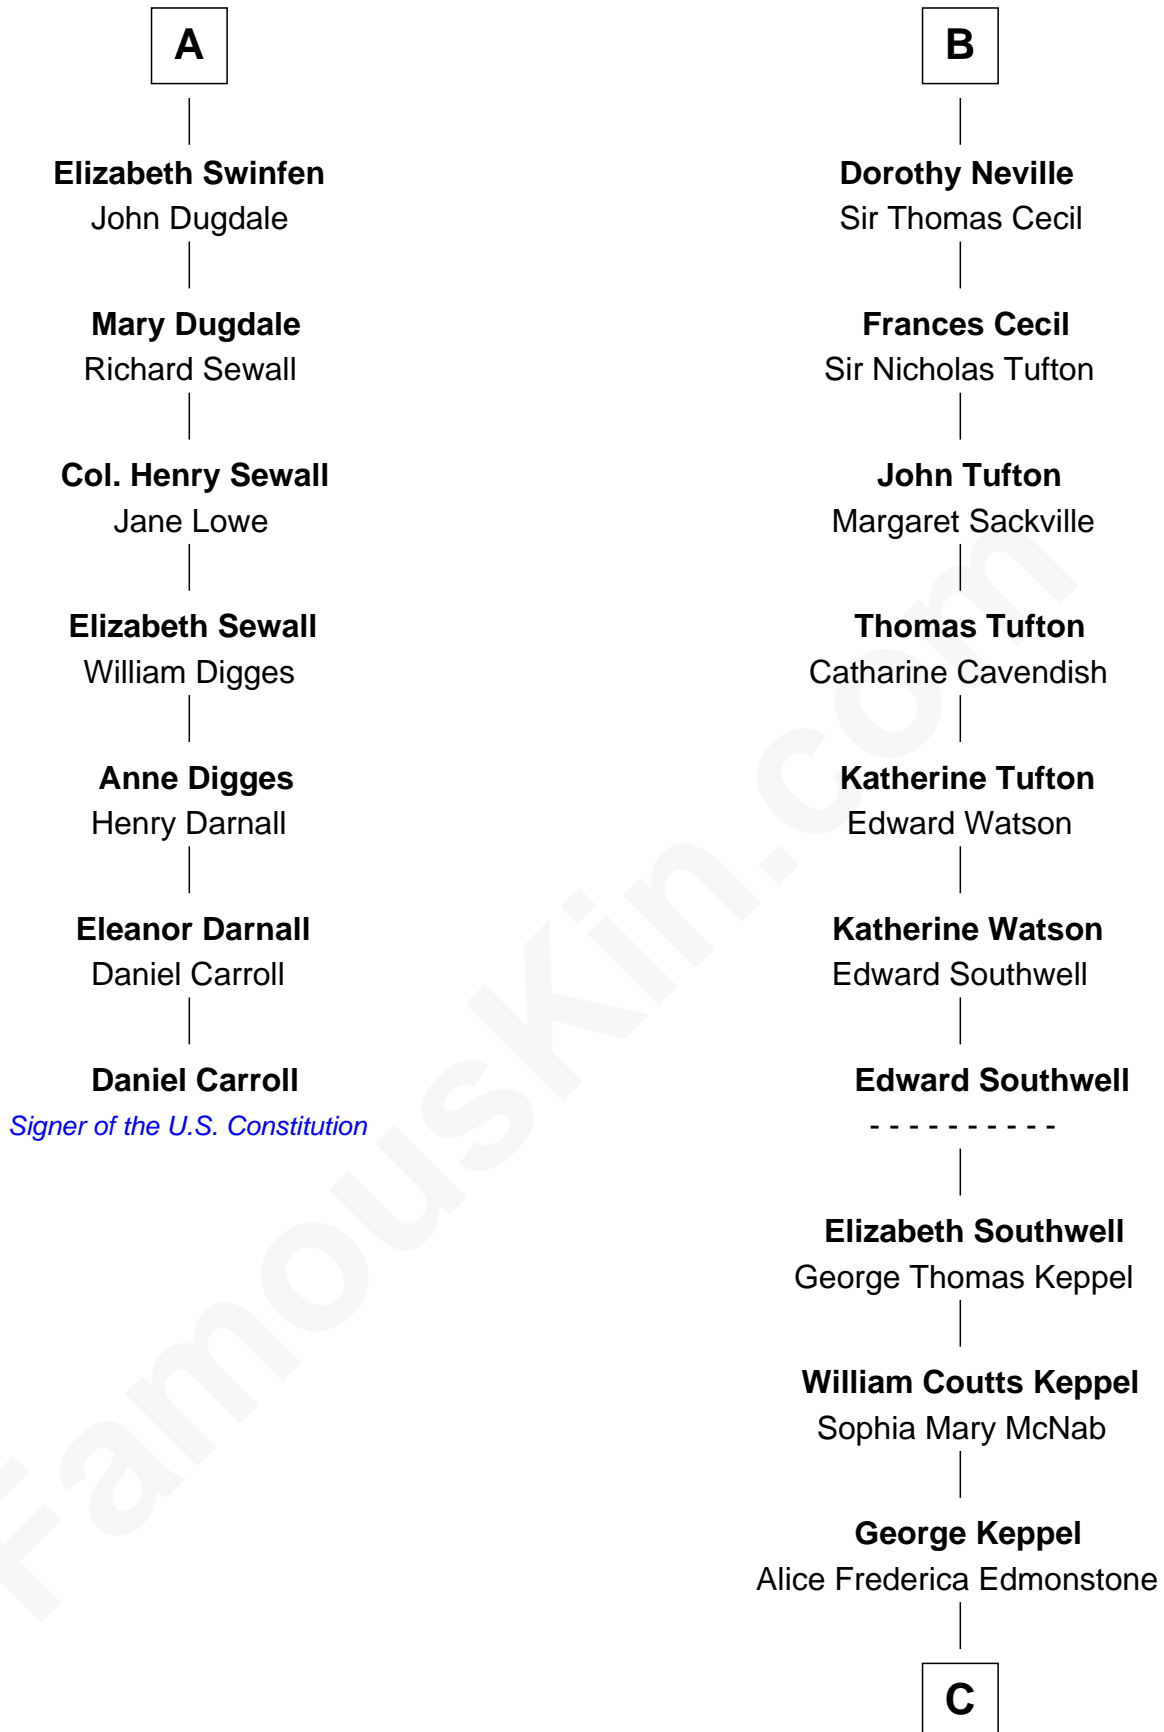 A
Elizabeth Swinfen
John Dugdale
Mary Dugdale
Richard Sewall
Col. Henry Sewall
Jane Lowe
Elizabeth Sewall
William Digges
Anne Digges
Henry Darnall
Eleanor Darnall
Daniel Carroll
Daniel Carroll
Signer of the U.S. Constitution
B
Dorothy Neville
Sir Thomas Cecil
Frances Cecil
Sir Nicholas Tufton
John Tufton
Margaret Sackville
Thomas Tufton
Catharine Cavendish
Katherine Tufton
Edward Watson
Katherine Watson
Edward Southwell
Edward Southwell
- - - - - - - - - -
Elizabeth Southwell
George Thomas Keppel
William Coutts Keppel
Sophia Mary McNab
George Keppel
Alice Frederica Edmonstone
C
FamousKin.com